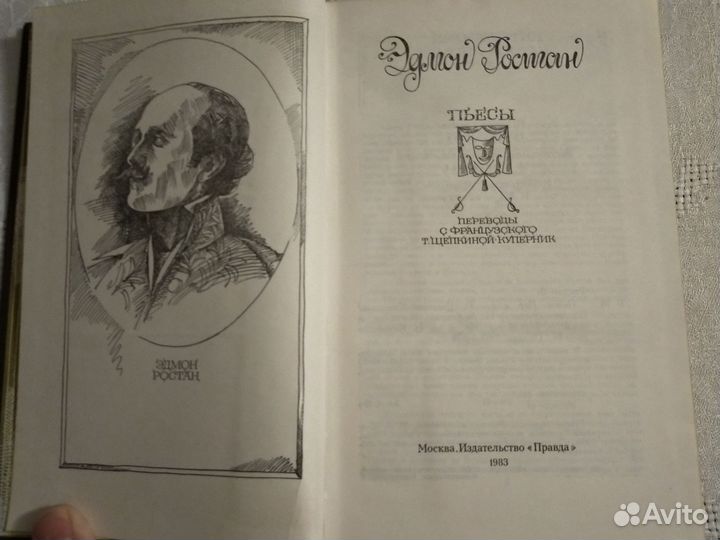 ЭДМОН
РОСТАН
Эдмон Ростан
ПЬЕСЫ
ПЕРЕВОДЫ
С ФРАНЦУЗСКОГО
Т. ЩЕПКИНОЙ-КУПЕРНИК
Москва. Издательство «Правда»
1983
Avito